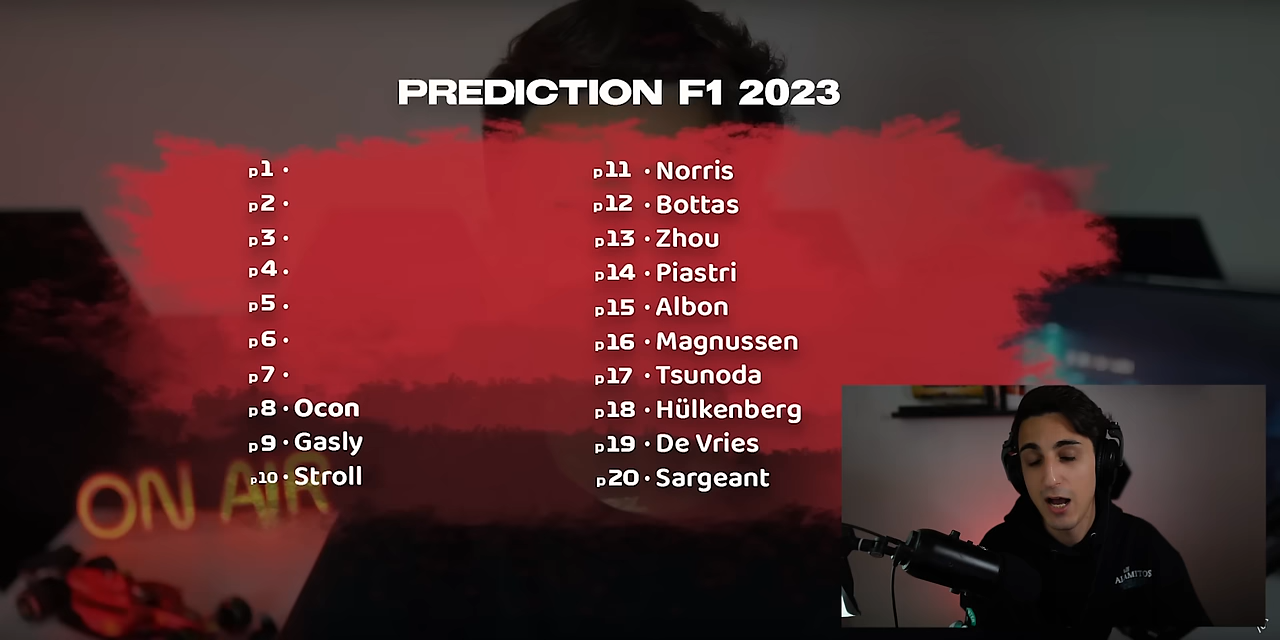 PREDICTION F1 2023
p1 ·
p2 ·
p3 ·
p4 ·
p5 ·
p6 ·
p7 ·
p8 · Ocon
p9 · Gasly
p10 · Stroll
p11 · Norris
p12 · Bottas
p13 · Zhou
p14 · Piastri
p15 · Albon
p16 · Magnussen
p17 · Tsunoda
p18 · Hülkenberg
p19 · De Vries
p20 · Sargeant
ON AIR